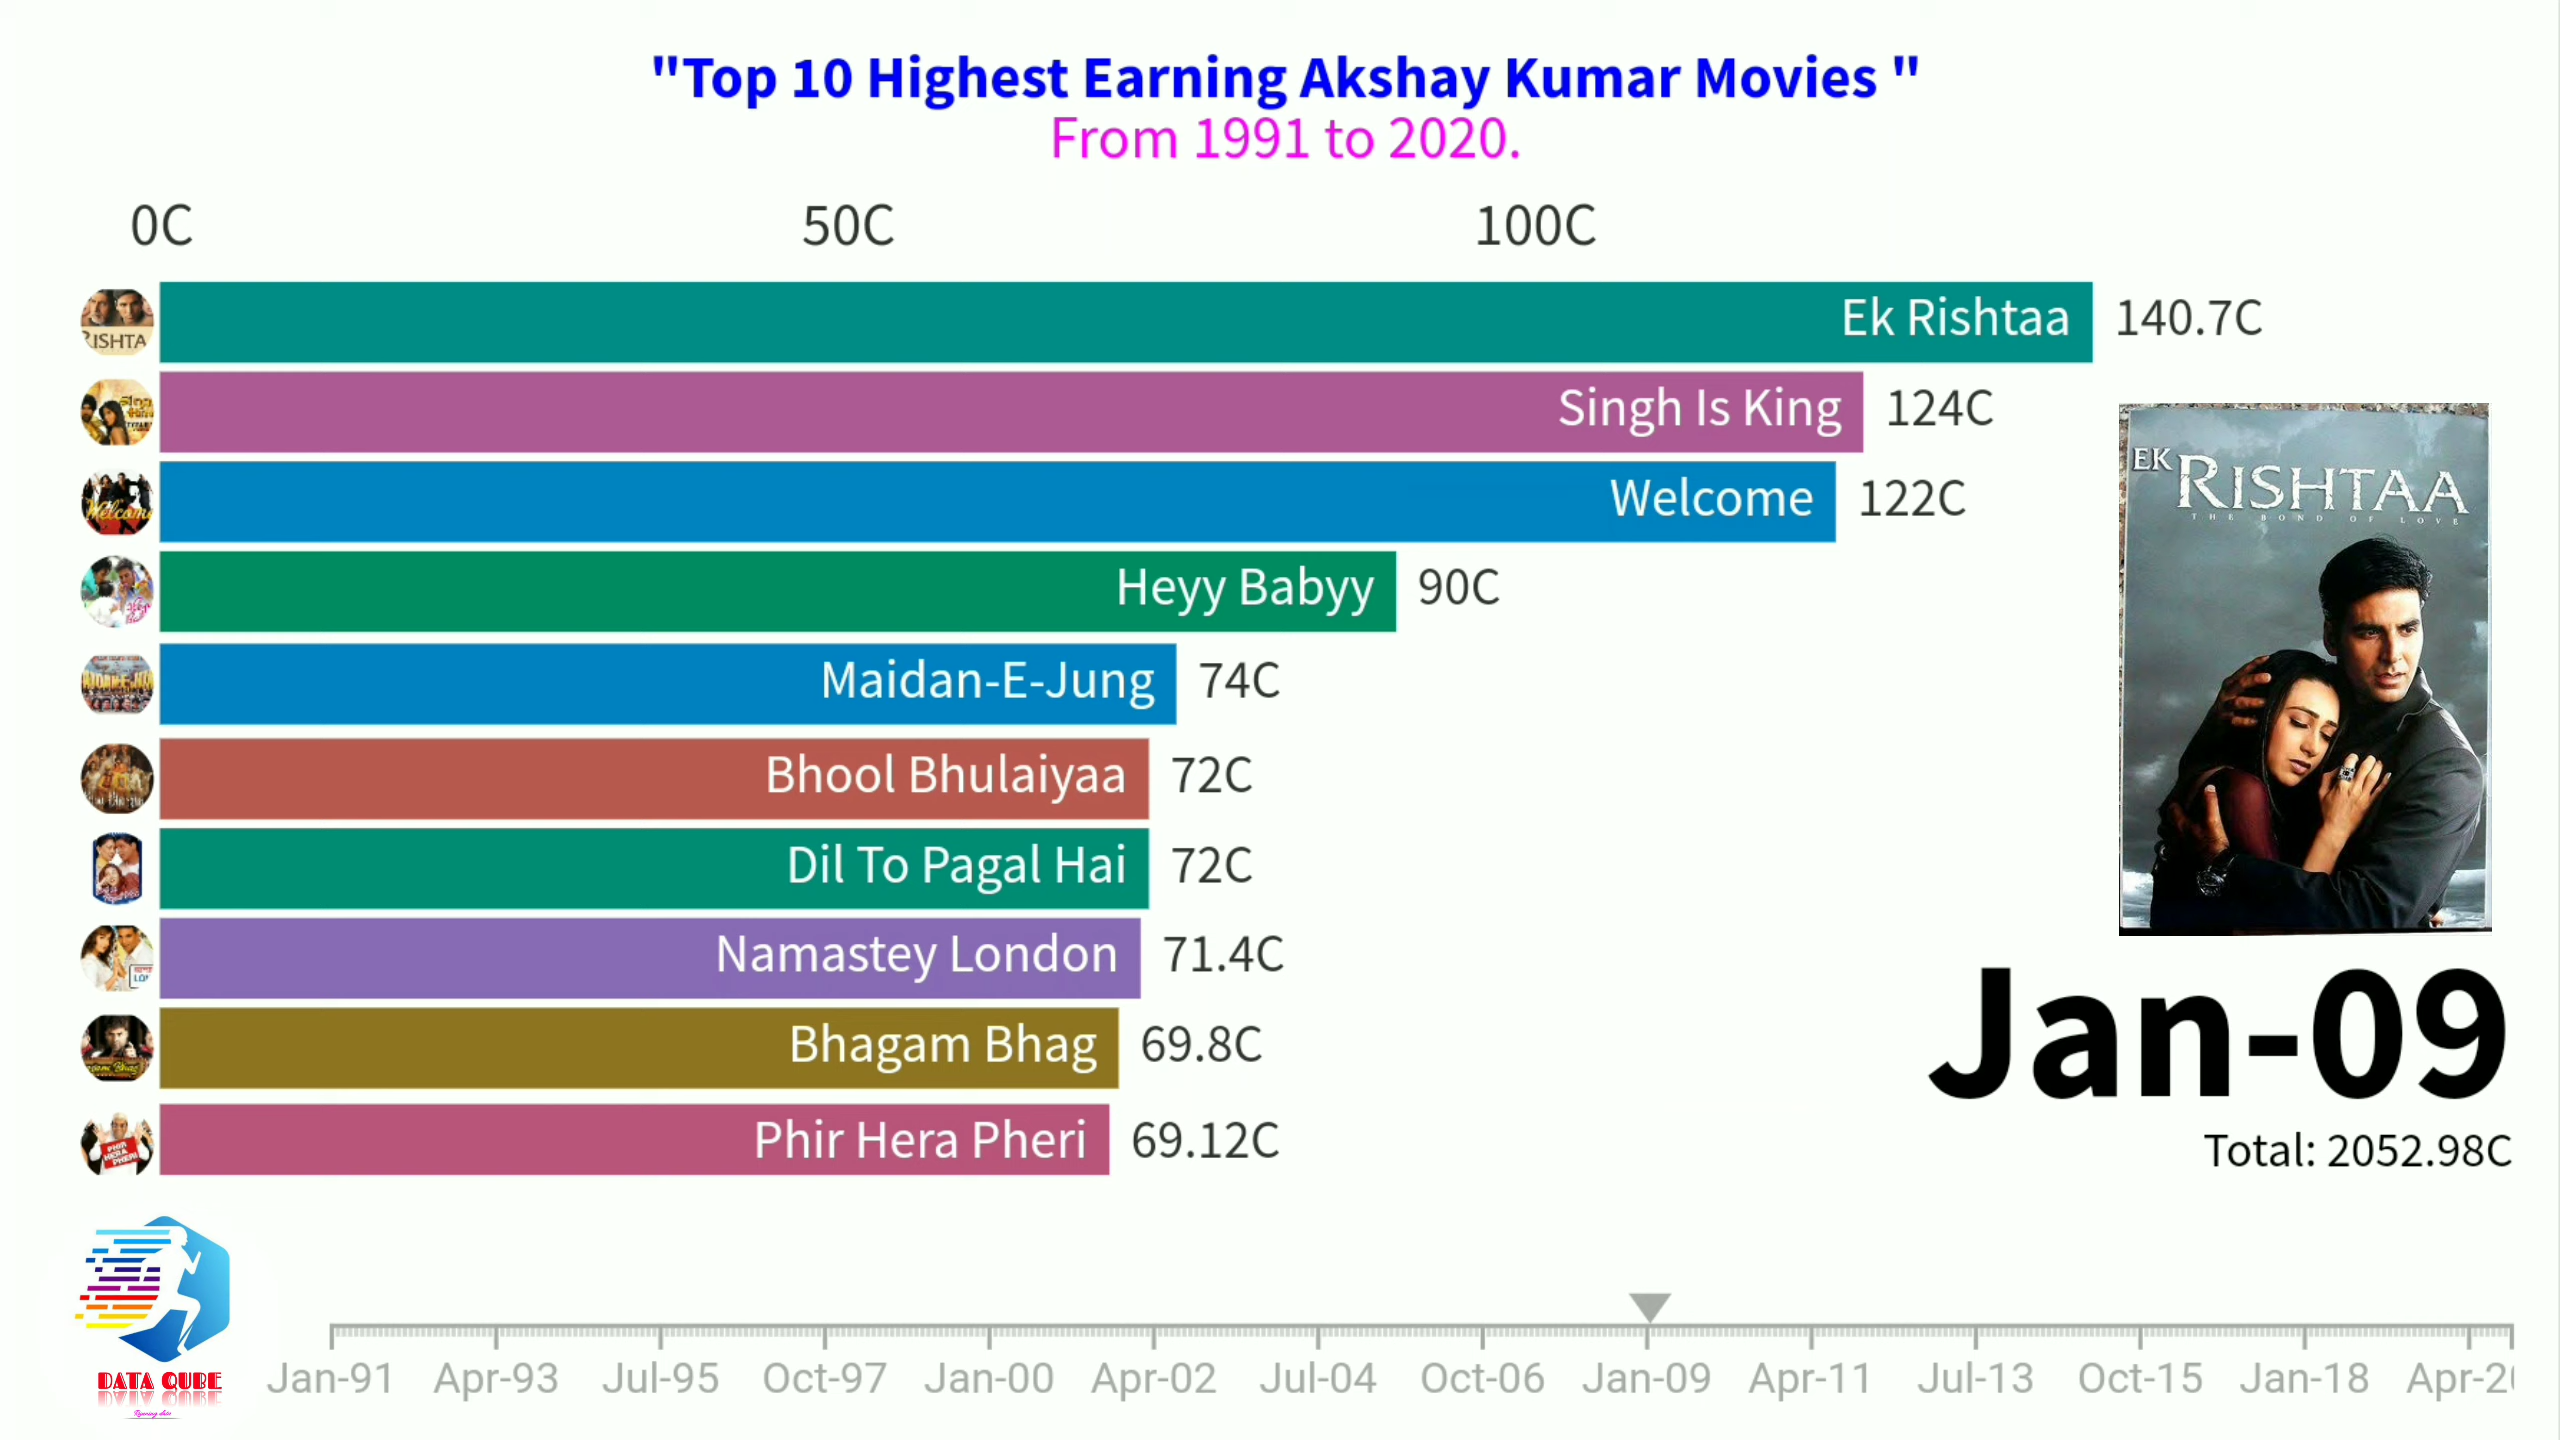 "Top 10 Highest Earning Akshay Kumar Movies "
From 1991 to 2020.
0C 50C 100C
Ek Rishtaa 140.7C
Singh Is King 124C
Welcome 122C
Heyy Babyy 90C
Maidan-E-Jung 74C
Bhool Bhulaiyaa 72C
Dil To Pagal Hai 72C
Namastey London 71.4C
Bhagam Bhag 69.8C
Phir Hera Pheri 69.12C
RISHTA
Welcome
EK RISHTAA
THE BOND OF LOVE
Jan-09
Total: 2052.98C
DATA QUBE
Jan-91 Apr-93 Jul-95 Oct-97 Jan-00 Apr-02 Jul-04 Oct-06 Jan-09 Apr-11 Jul-13 Oct-15 Jan-18 Apr-20